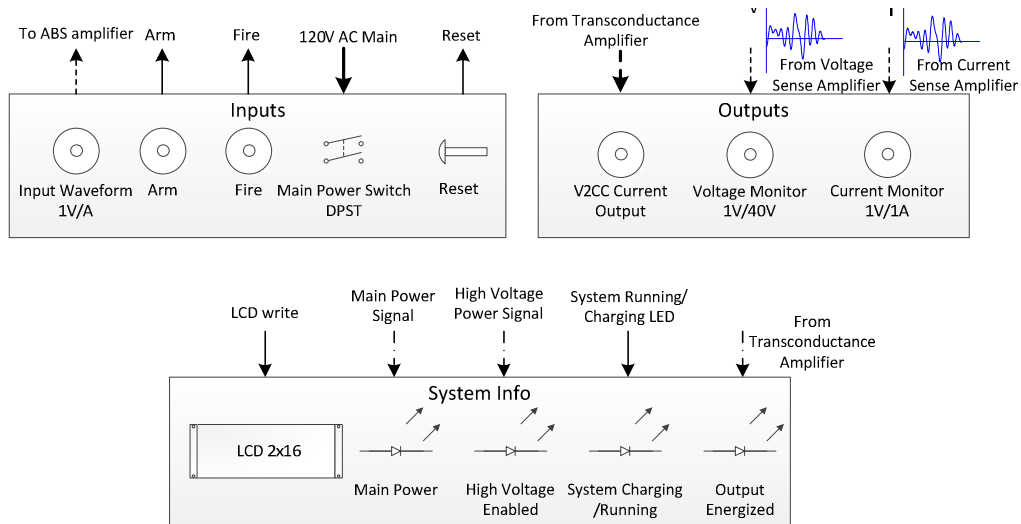 To ABS amplifier
Arm
Fire
120V AC Main
Reset
Inputs
Input Waveform
1V/A
Arm
Fire
Main Power Switch
DPST
Reset
From Transconductance
Amplifier
From Voltage
Sense Amplifier
From Current
Sense Amplifier
Outputs
V2CC Current
Output
Voltage Monitor
1V/40V
Current Monitor
1V/1A
LCD write
Main Power
Signal
High Voltage
Power Signal
System Running/
Charging LED
From
Transconductance
Amplifier
System Info
LCD 2x16
Main Power
High Voltage
Enabled
System Charging
/Running
Output
Energized